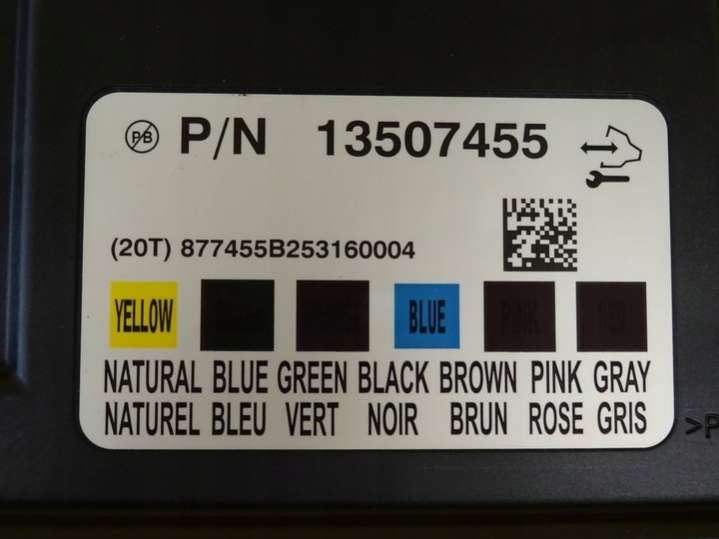 PB P/N 13507455
(20T) 877455B253160004
YELLOW BLUE PINK
NATURAL BLUE GREEN BLACK BROWN PINK GRAY
NATUREL BLEU VERT NOIR BRUN ROSE GRIS
>P